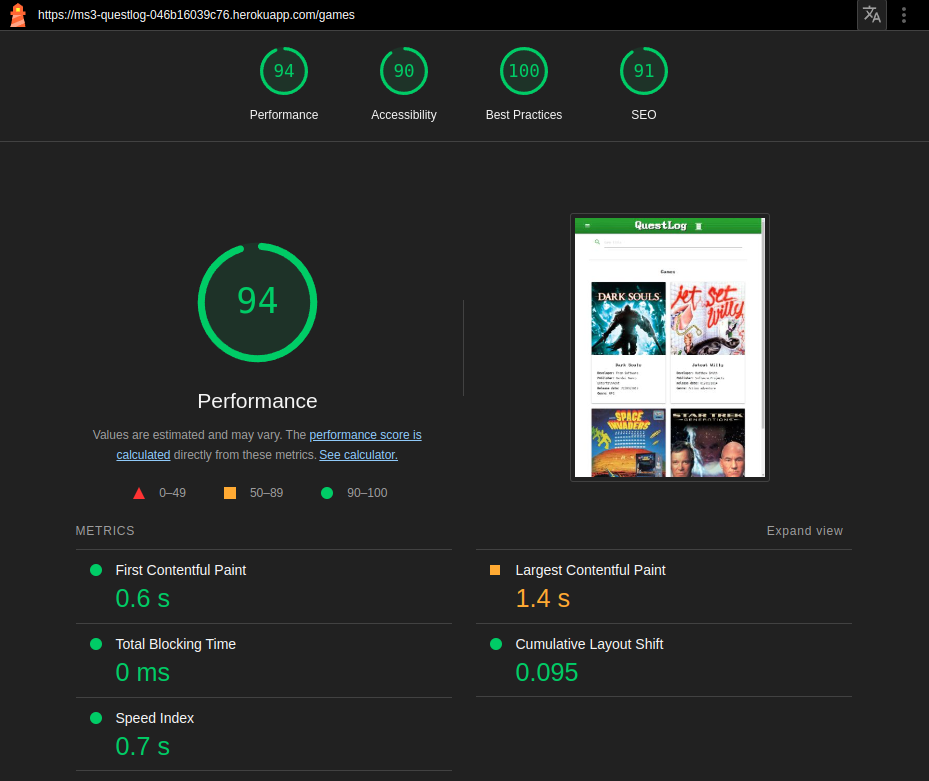 https://ms3-questlog-046b16039c76.herokuapp.com/games
94
90
100
91
Performance
Accessibility
Best Practices
SEO
94
Performance
Values are estimated and may vary. The performance score is
calculated directly from these metrics. See calculator.
0–49
50–89
90–100
QuestLog
Games
DARK SOULS
Jet Set Willy
Dark Souls
Jetset Willy
SPACE INVADERS
STAR TREK
GENERATIONS
METRICS
Expand view
First Contentful Paint
0.6 s
Largest Contentful Paint
1.4 s
Total Blocking Time
0 ms
Cumulative Layout Shift
0.095
Speed Index
0.7 s